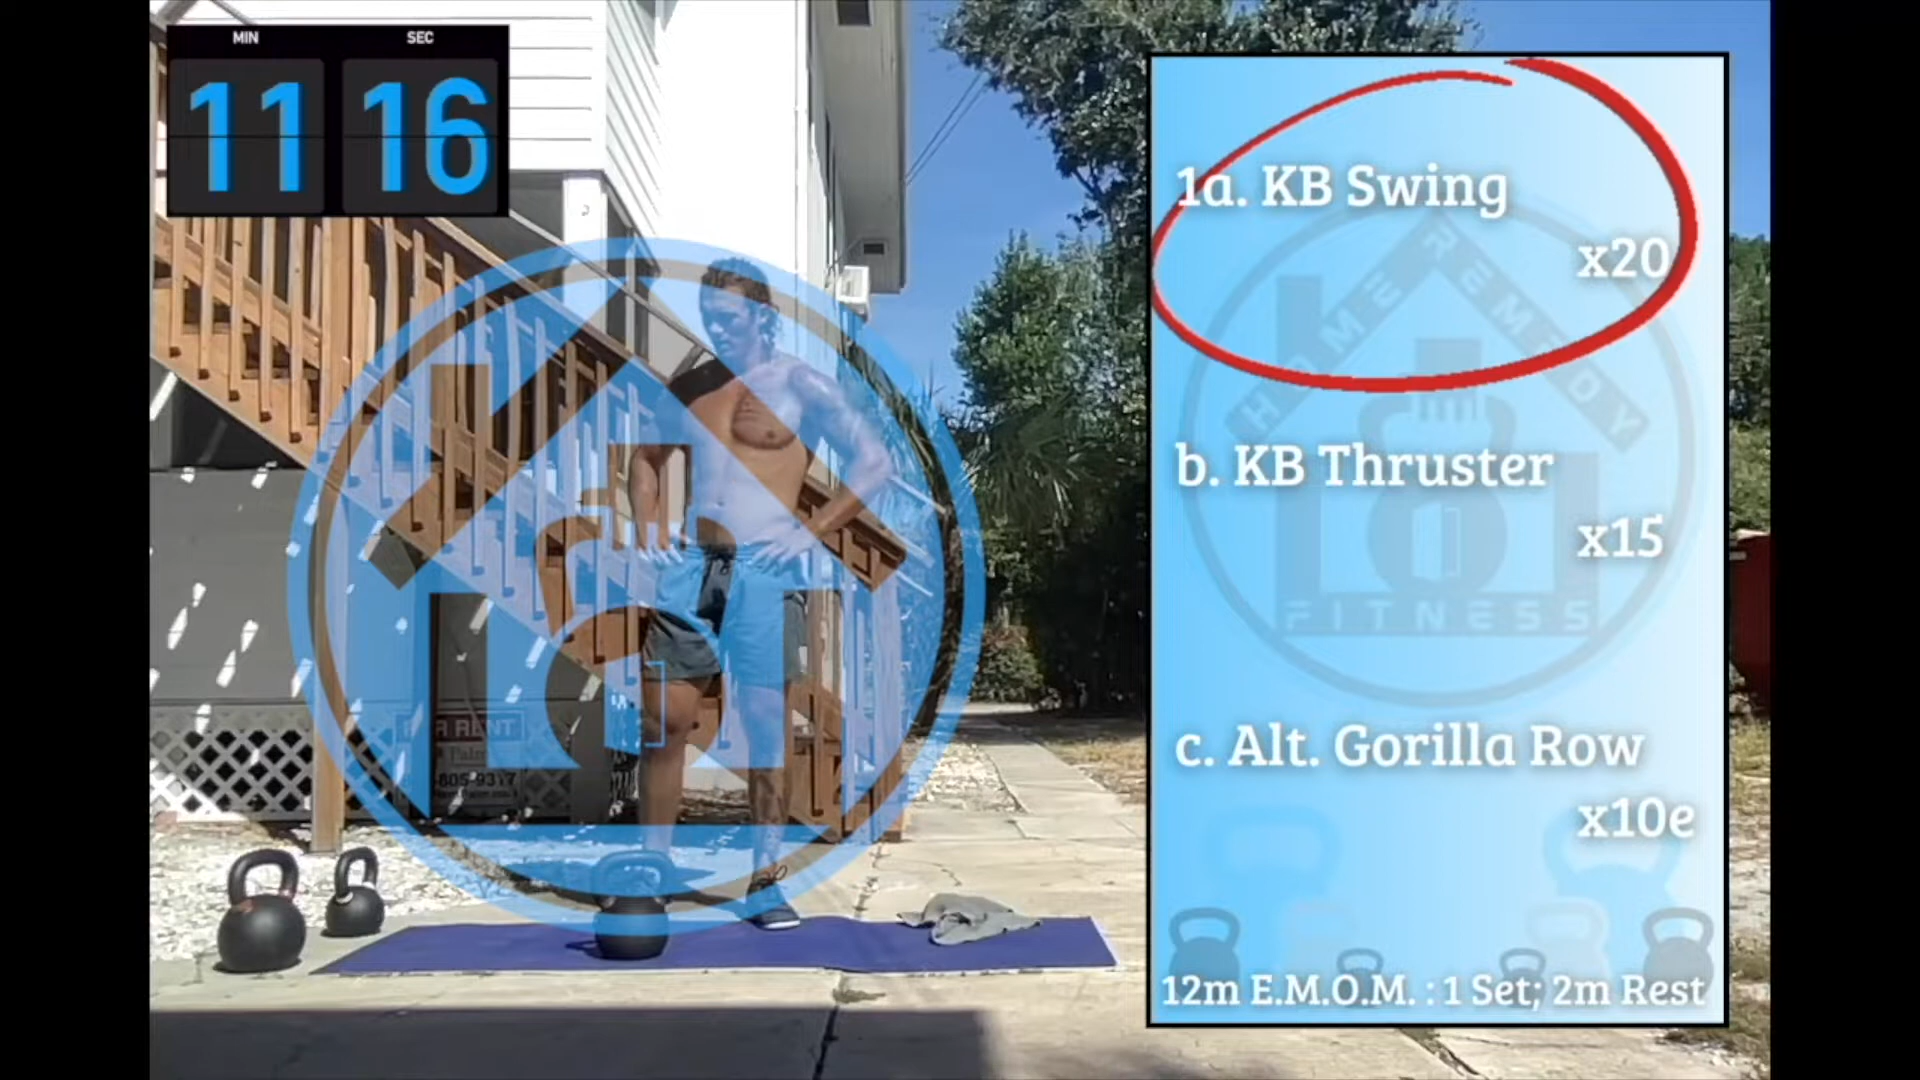 MIN SEC
11 16
1a. KB Swing
x20
HOME REMEDY
b. KB Thruster
x15
FITNESS
c. Alt. Gorilla Row
x10e
12m E.M.O.M. : 1 Set; 2m Rest
R RENT
-805-9317